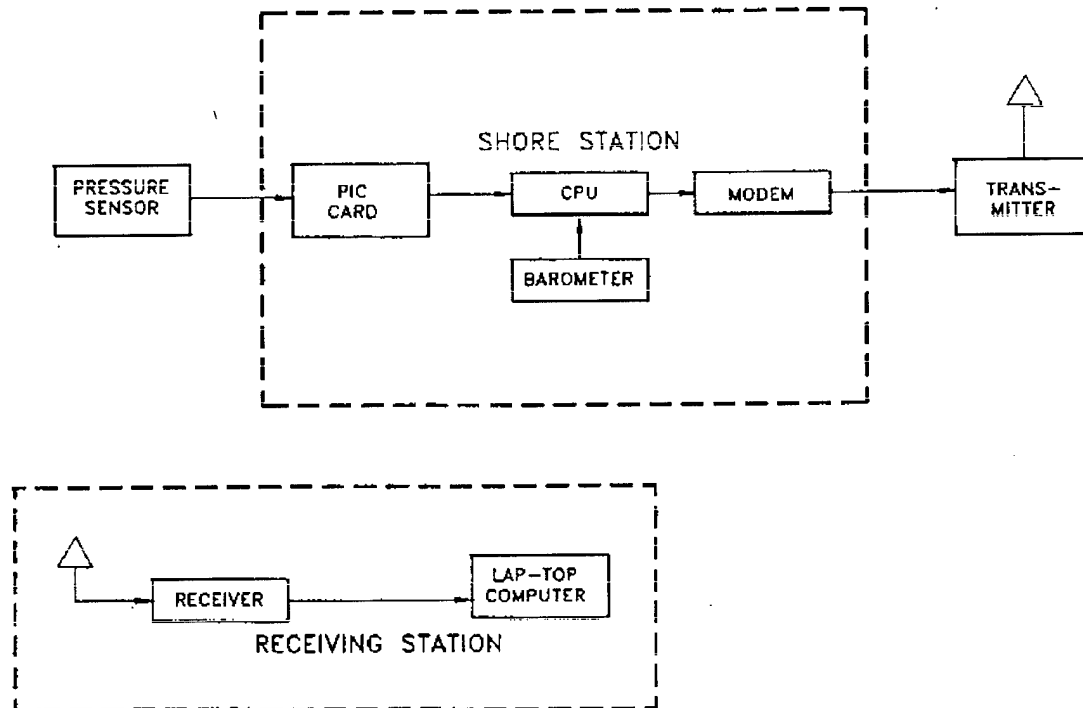 SHORE STATION
PRESSURE
SENSOR
PIC
CARD
CPU
MODEM
TRANS-
MITTER
BAROMETER
RECEIVER
LAP-TOP
COMPUTER
RECEIVING STATION